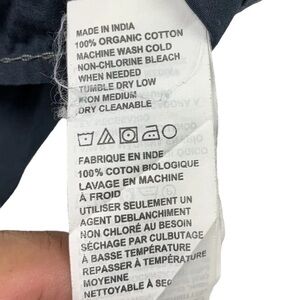 MADE IN INDIA
100% ORGANIC COTTON
MACHINE WASH COLD
NON-CHLORINE BLEACH
WHEN NEEDED
TUMBLE DRY LOW
IRON MEDIUM
DRY CLEANABLE
FABRIQUE EN INDE
100% COTON BIOLOGIQUE
LAVAGE EN MACHINE
À FROID
UTILISER SEULEMENT UN
AGENT DEBLANCHIMENT
NON CHLORÉ AU BESOIN
SÉCHAGE PAR CULBUTAGE
À BASSE TEMPÉRATURE
REPASSER À TEMPÉRATURE
MOYENNE
NETTOYABLE À SEC